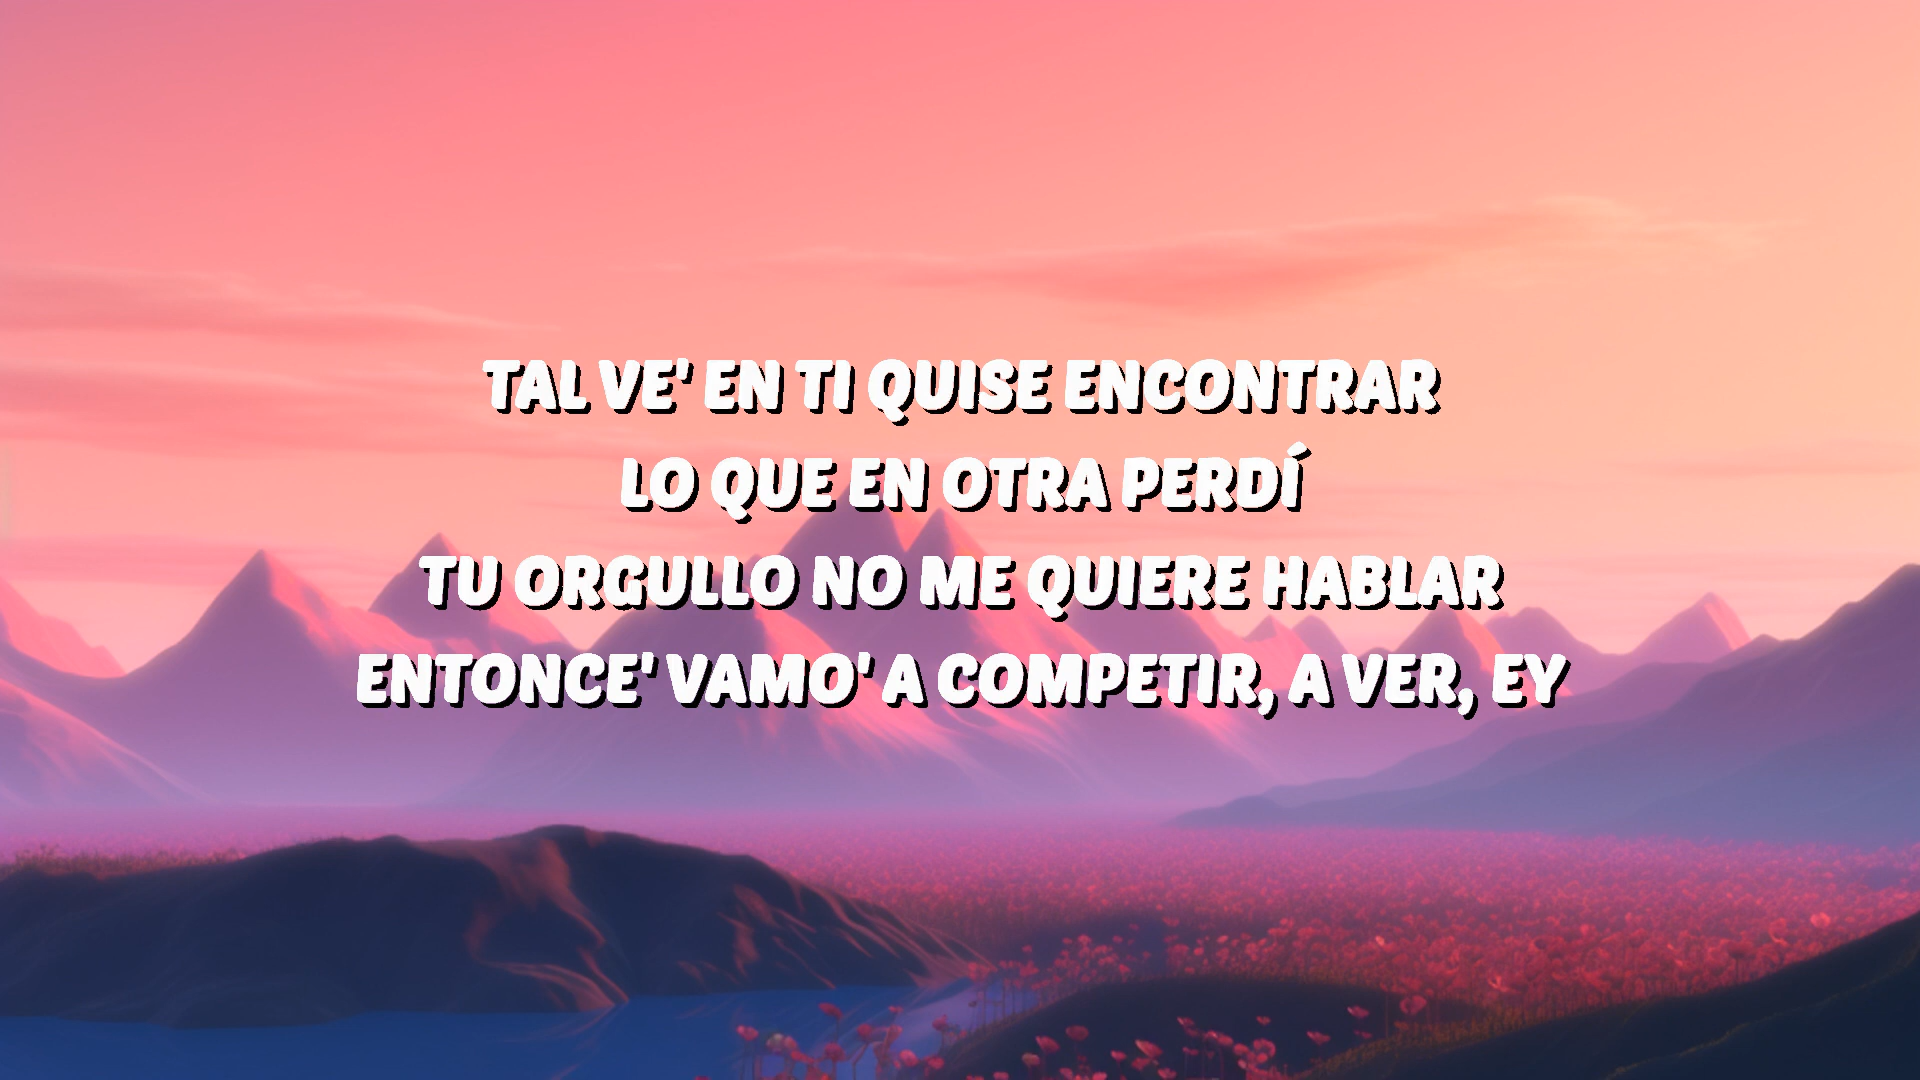 TAL VE' EN TI QUISE ENCONTRAR
LO QUE EN OTRA PERDÍ
TU ORGULLO NO ME QUIERE HABLAR
ENTONCE' VAMO' A COMPETIR, A VER, EY